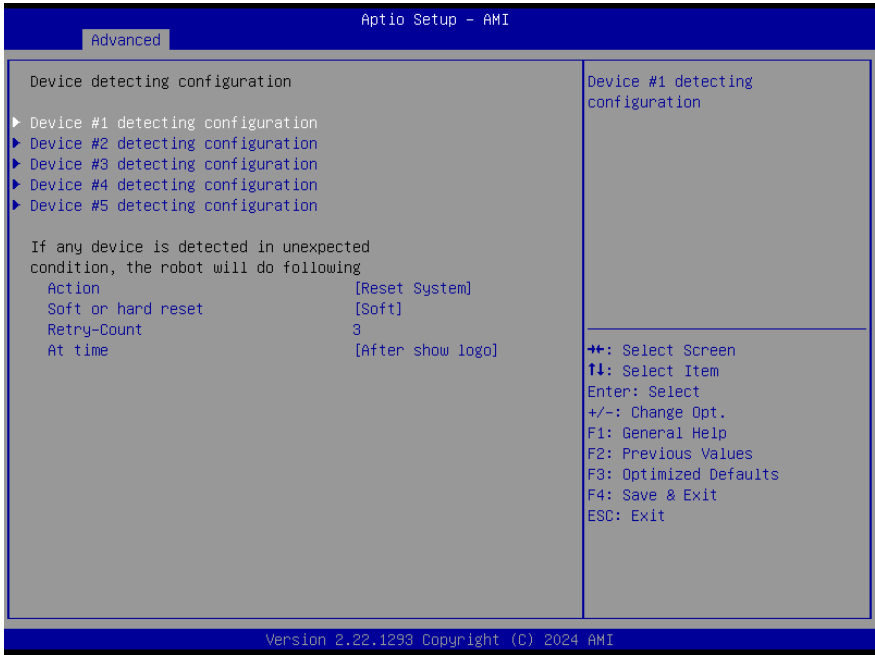 Aptio Setup – AMI
Advanced
Device detecting configuration
Device #1 detecting configuration
Device #2 detecting configuration
Device #3 detecting configuration
Device #4 detecting configuration
Device #5 detecting configuration
If any device is detected in unexpected
condition, the robot will do following
Action [Reset System]
Soft or hard reset [Soft]
Retry-Count 3
At time [After show logo]
Device #1 detecting
configuration
→←: Select Screen
↑↓: Select Item
Enter: Select
+/-: Change Opt.
F1: General Help
F2: Previous Values
F3: Optimized Defaults
F4: Save & Exit
ESC: Exit
Version 2.22.1293 Copyright (C) 2024 AMI